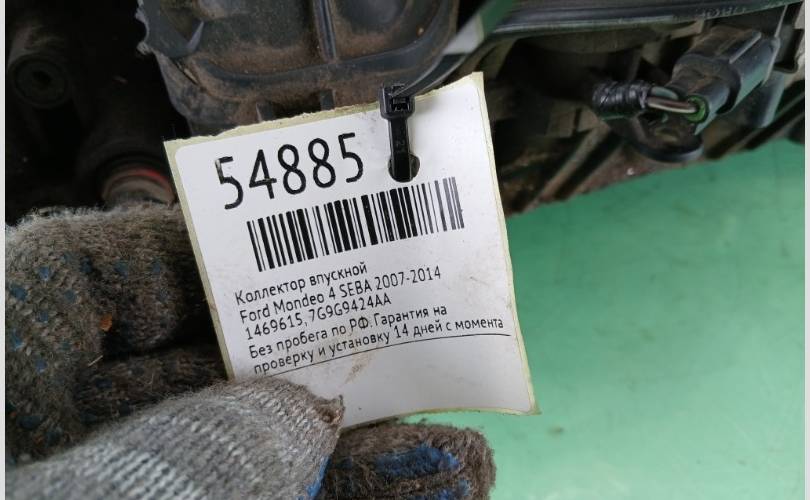 54885
Коллектор впускной
Ford Mondeo 4 SEBA 2007-2014
1469615, 7G9G9424AA
Без пробега по РФ. Гарантия на
проверку и установку 14 дней с момента